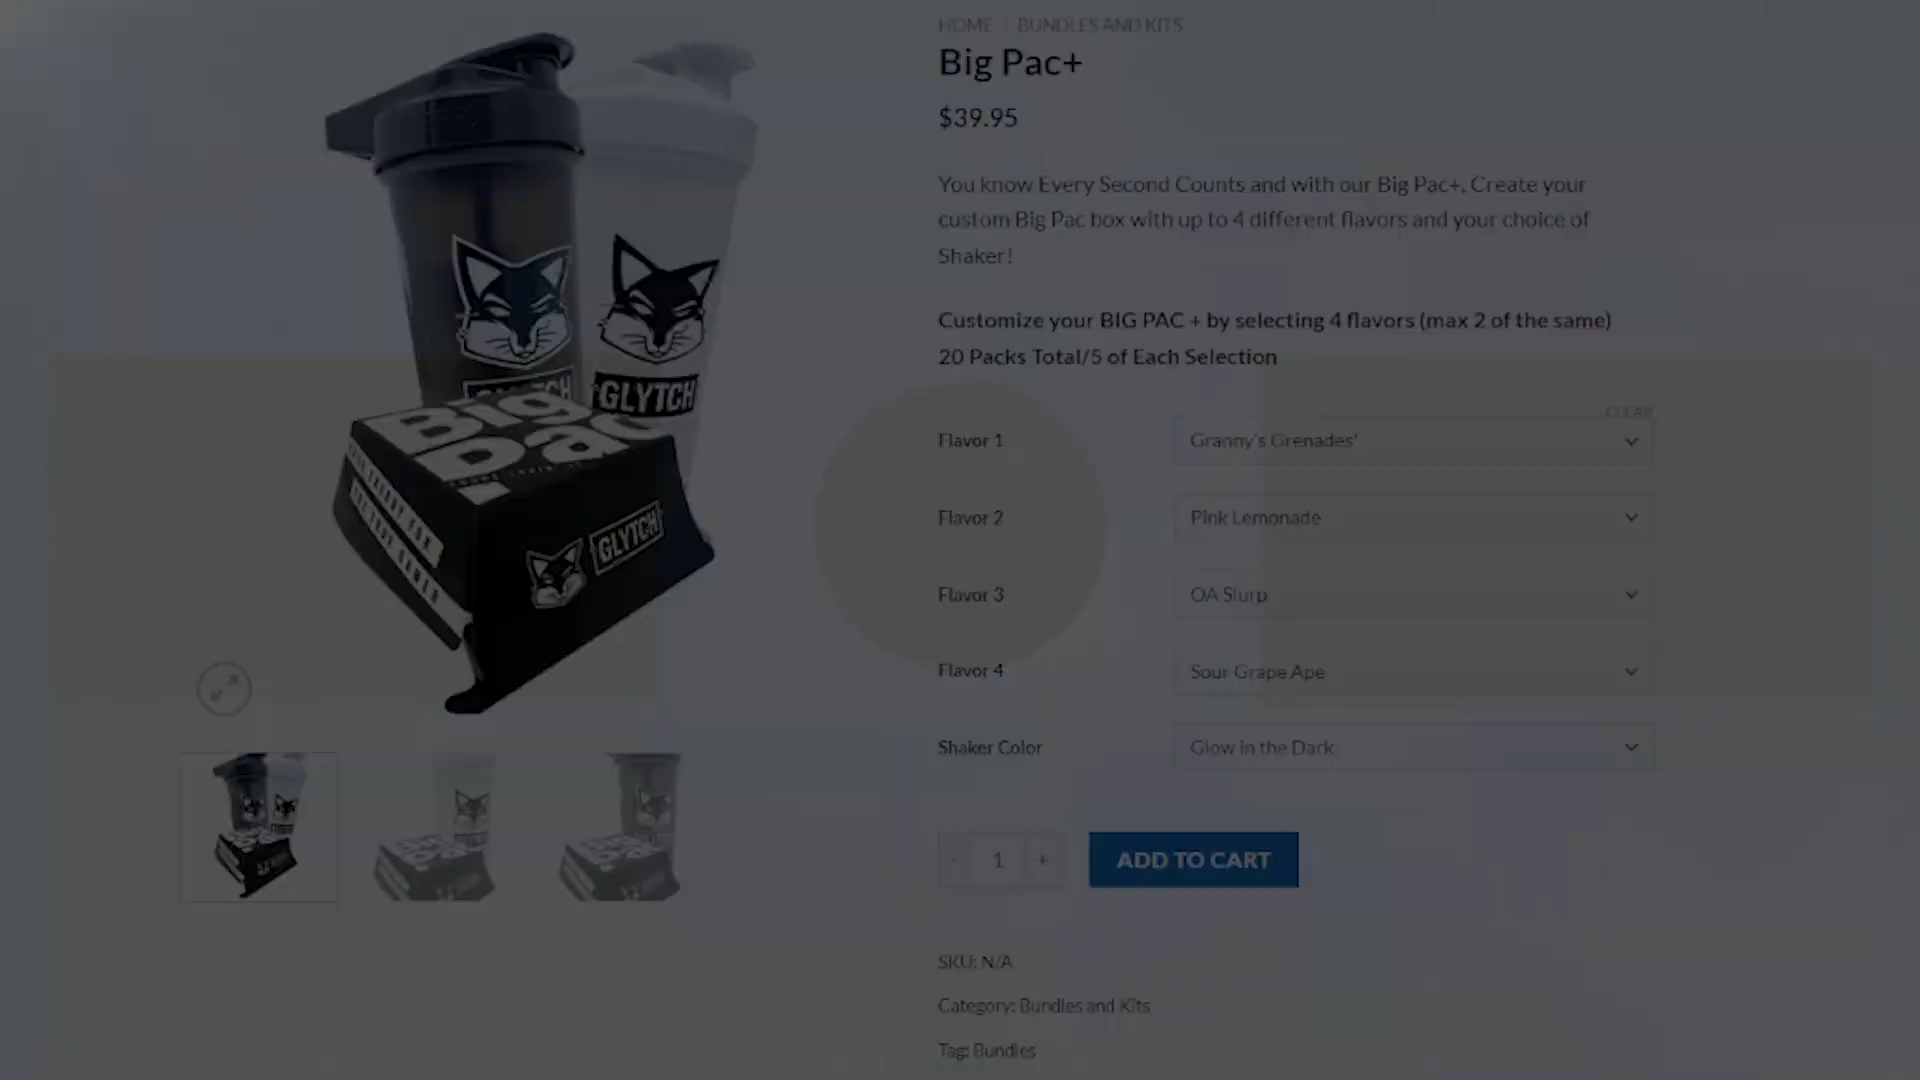 HOME / BUNDLES AND KITS
Big Pac+
$39.95
You know Every Second Counts and with our Big Pac+, Create your
custom Big Pac box with up to 4 different flavors and your choice of
Shaker!
Customize your BIG PAC + by selecting 4 flavors (max 2 of the same)
20 Packs Total/5 of Each Selection
CLEAR
Flavor 1 Granny's Grenades'
Flavor 2 Pink Lemonade
Flavor 3 OA Slurp
Flavor 4 Sour Grape Ape
Shaker Color Glow in the Dark
- 1 + ADD TO CART
SKU: N/A
Category: Bundles and Kits
Tag: Bundles
GLYTCH
Big
Pac
GLYTCH